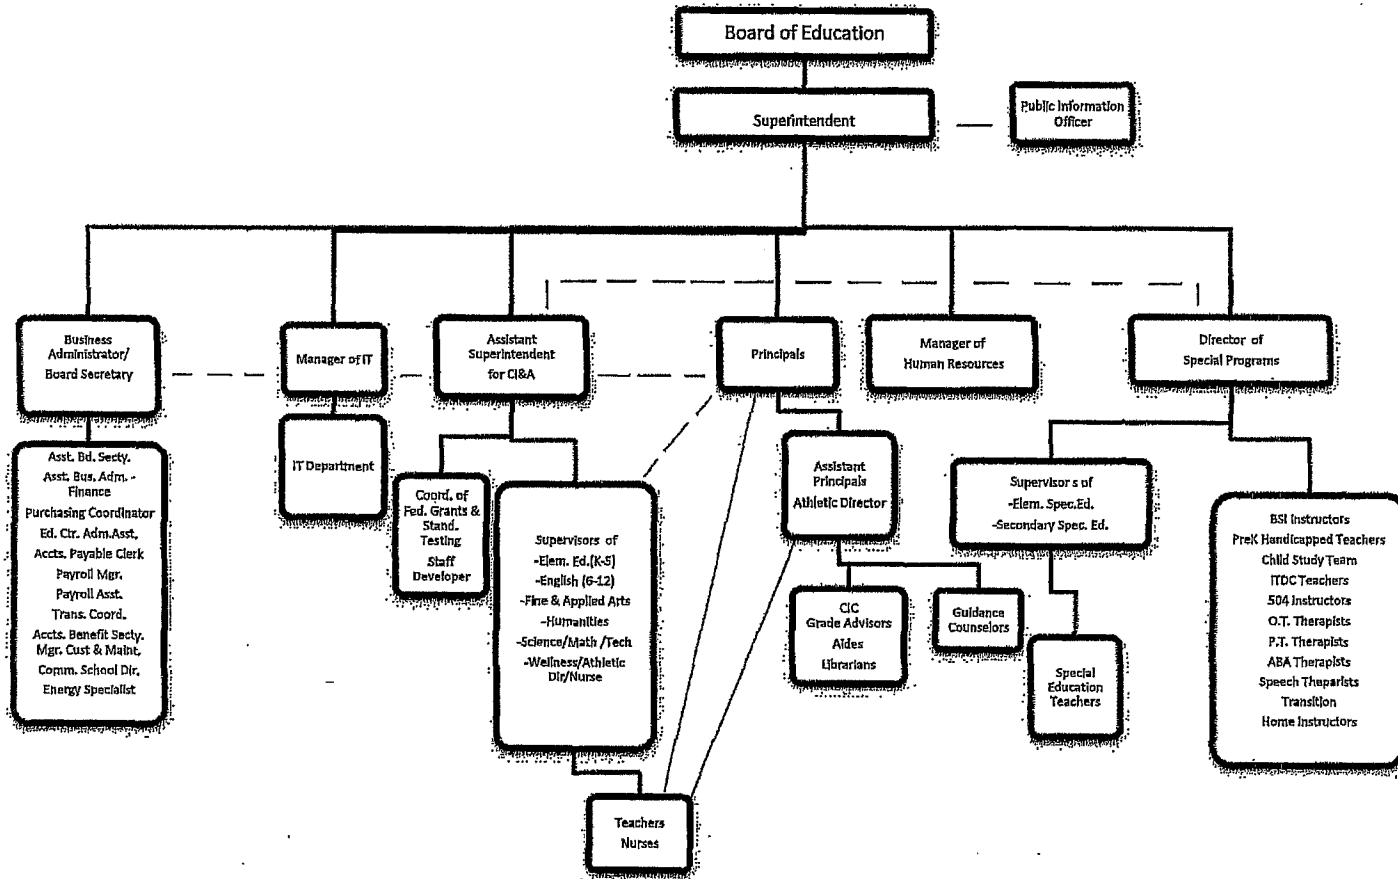 Board of Education
Superintendent
Public Information
Officer
Business
Administrator/
Board Secretary
Manager of IT
Assistant
Superintendent
for CI&A
Principals
Manager of
Human Resources
Director of
Special Programs
Asst. Bd. Secty.
Asst. Bus. Adm. -
Finance
Purchasing Coordinator
Ed. Ctr. Adm.Asst.
Accts. Payable Clerk
Payroll Mgr.
Payroll Asst.
Trans. Coord.
Accts. Benefit Secty.
Mgr. Cust & Maint.
Comm. School Dir.
Energy Specialist
IT Department
Coord. of
Fed. Grants &
Stand.
Testing
Staff
Developer
Supervisors of
-Elem. Ed.(K-5)
-English (6-12)
-Fine & Applied Arts
-Humanities
-Science/Math /Tech
-Wellness/Athletic
Dir/Nurse
Teachers
Nurses
Assistant
Principals
Athletic Director
CIC
Grade Advisors
Aides
Librarians
Guidance
Counselors
Supervisors of
-Elem. Spec.Ed.
-Secondary Spec. Ed.
Special
Education
Teachers
BSI Instructors
PreK Handicapped Teachers
Child Study Team
ITDC Teachers
504 Instructors
O.T. Therapists
P.T. Therapists
ABA Therapists
Speech Theparists
Transition
Home Instructors